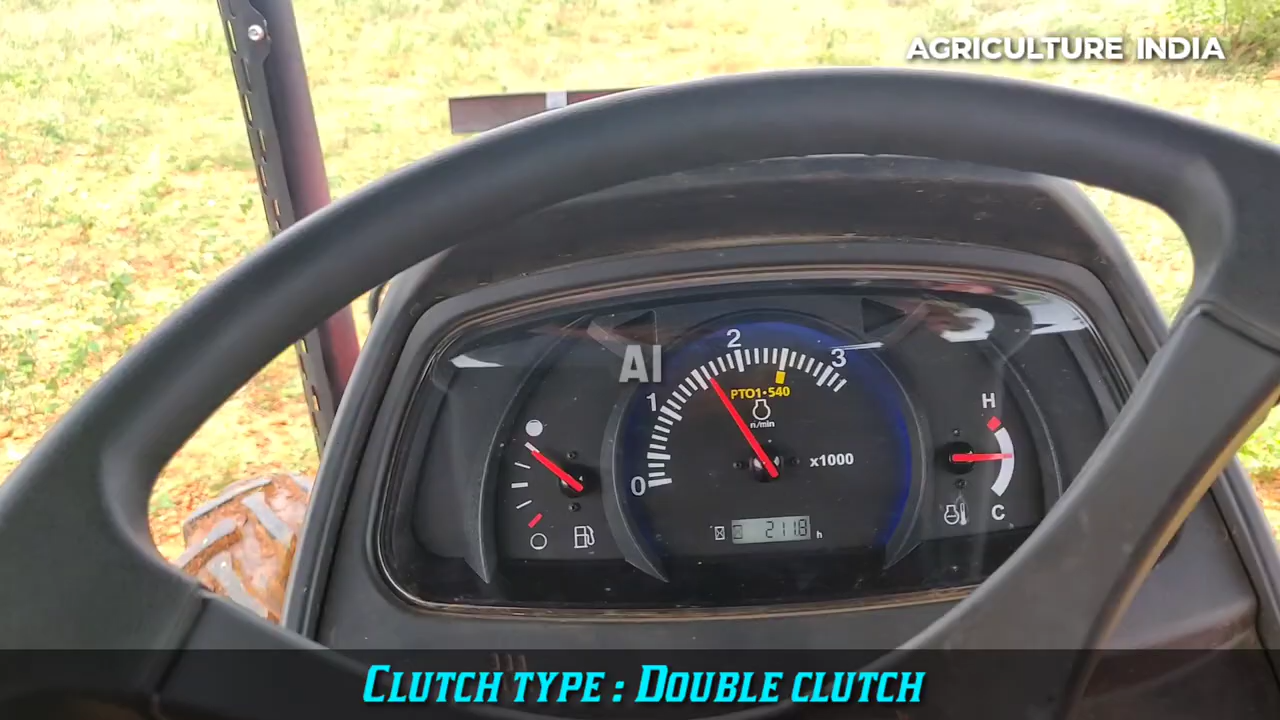 AGRICULTURE INDIA
AI
0
1
2
3
PTO1•540
n/min
x1000
2118 h
H
C
CLUTCH TYPE : DOUBLE CLUTCH